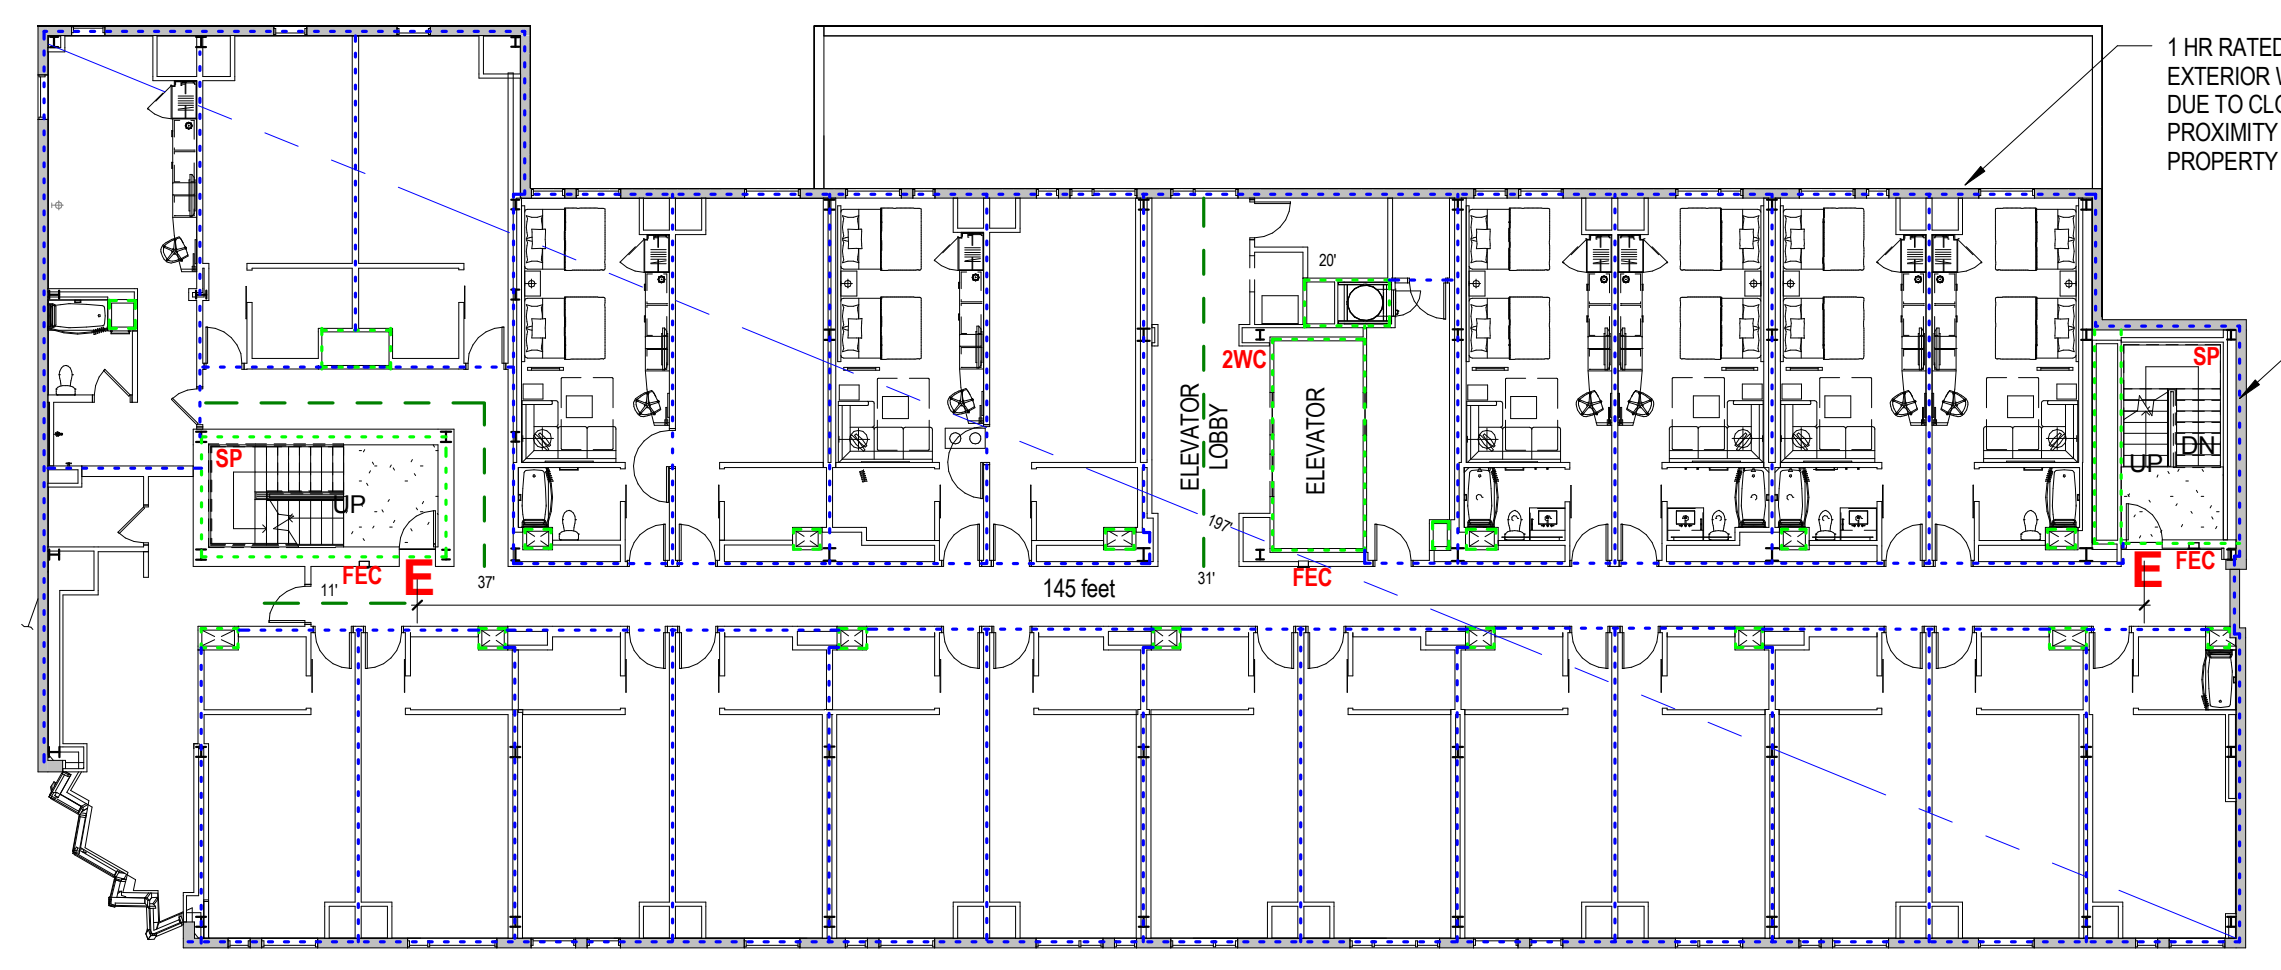 1 HR RATED
EXTERIOR W
DUE TO CLO
PROXIMITY
PROPERTY
20'
2WC
SP
ELEVATOR
LOBBY
ELEVATOR
SP
UP
UP
DN
197'
FEC
E
37'
11'
31'
FEC
145 feet
E
FEC